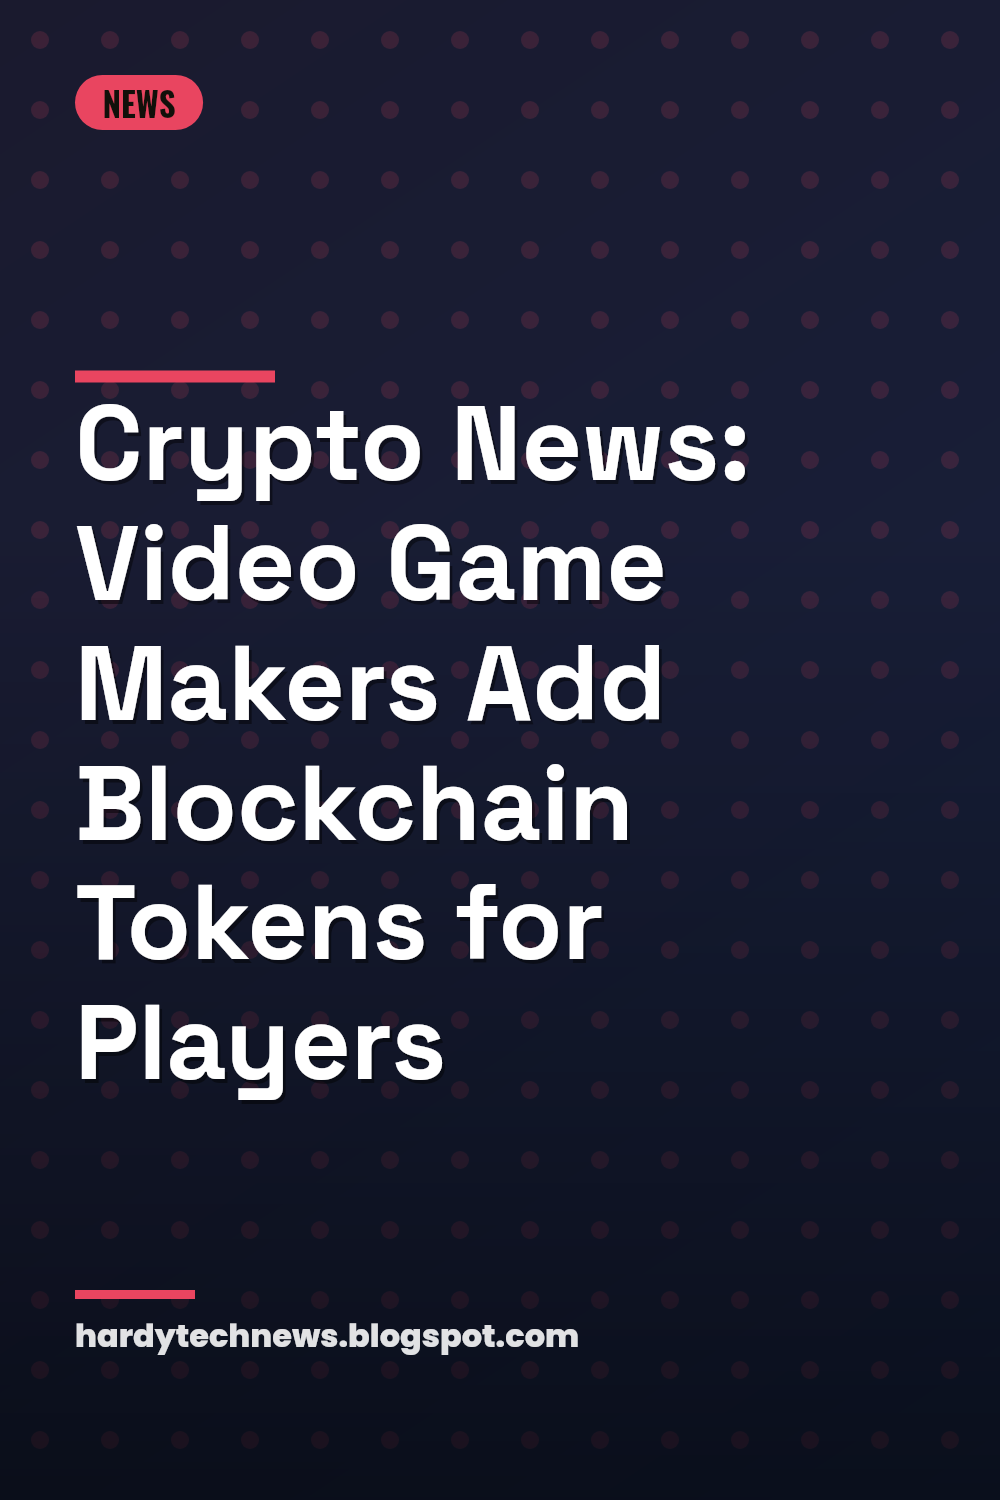 NEWS
Crypto News:
Video Game
Makers Add
Blockchain
Tokens for
Players
hardytechnews.blogspot.com